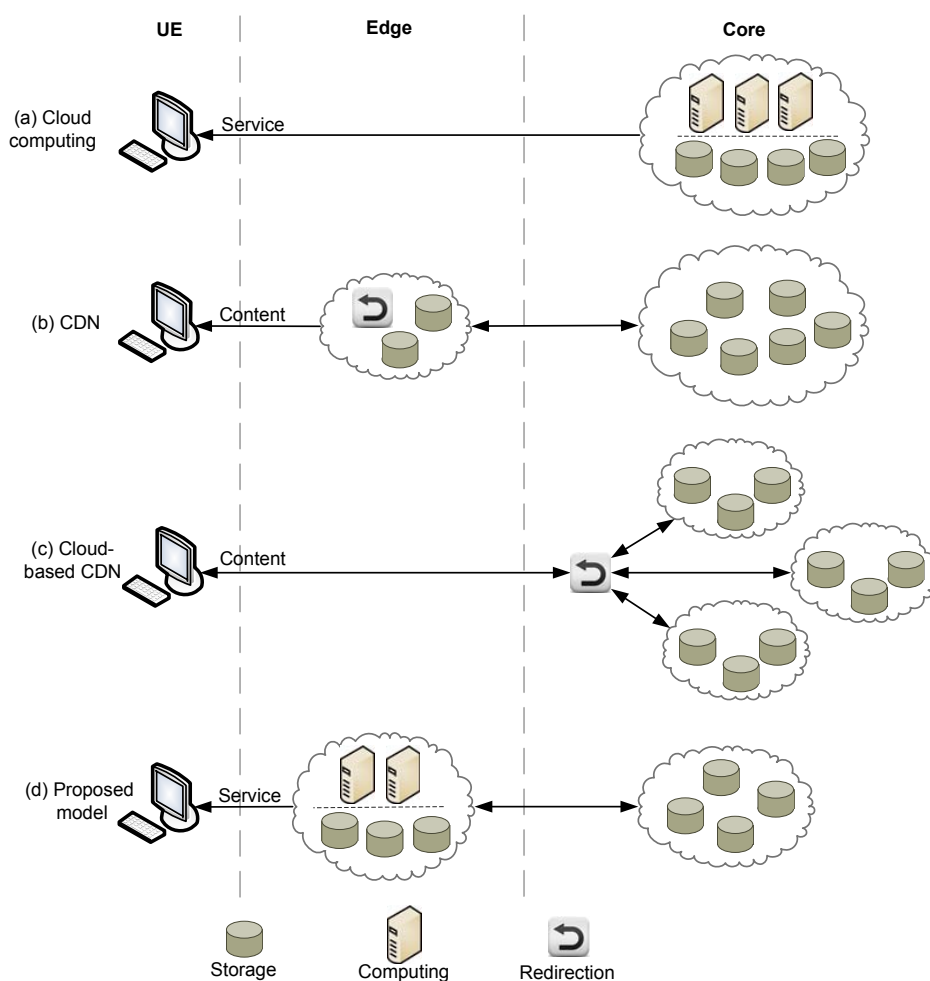 UE Edge Core
(a) Cloud
computing
Service
(b) CDN
Content
(c) Cloud-
based CDN
Content
(d) Proposed
model
Service
Storage
Computing
Redirection